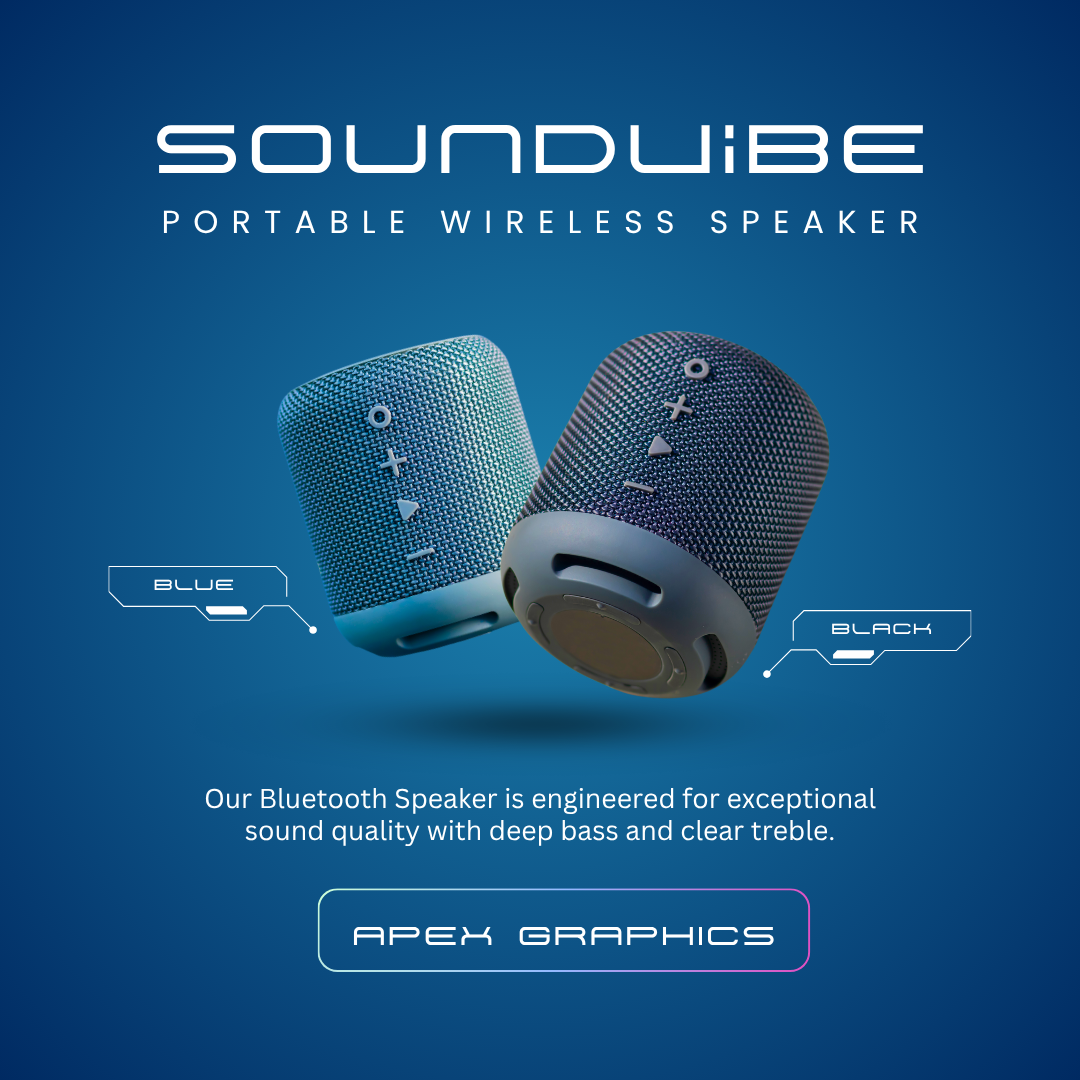 SOUNDViBE
PORTABLE WIRELESS SPEAKER
BLUE
BLACK
Our Bluetooth Speaker is engineered for exceptional
sound quality with deep bass and clear treble.
APEX GRAPHICS